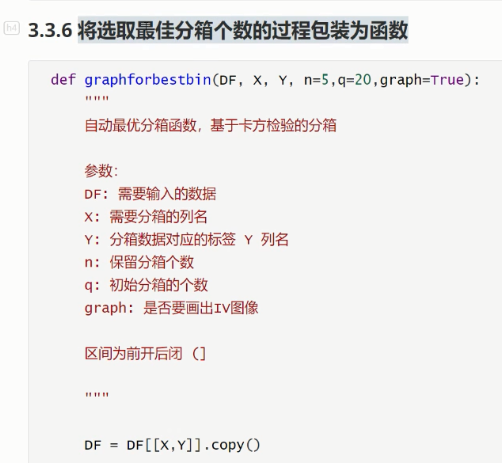 h4
3.3.6 将选取最佳分箱个数的过程包装为函数
def graphforbestbin(DF, X, Y, n=5,q=20,graph=True):
"""
自动最优分箱函数，基于卡方检验的分箱
参数：
DF: 需要输入的数据
X: 需要分箱的列名
Y: 分箱数据对应的标签 Y 列名
n: 保留分箱个数
q: 初始分箱的个数
graph: 是否要画出IV图像
区间为前开后闭 (]
"""
DF = DF[[X,Y]].copy()